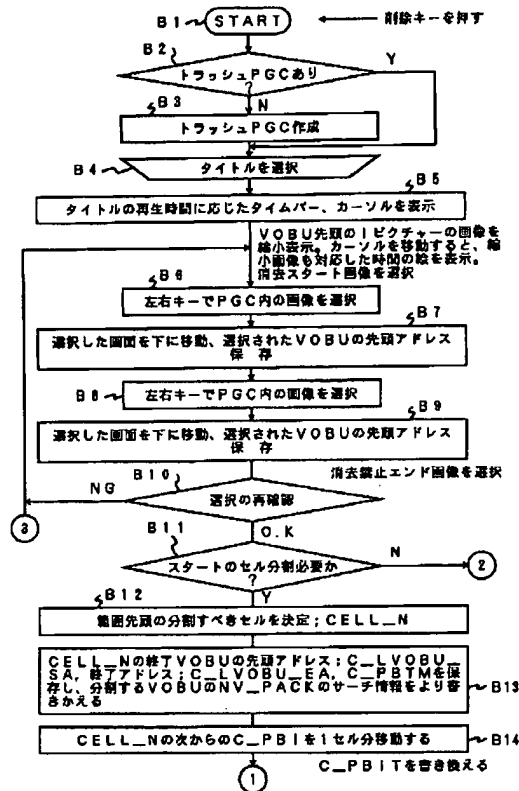 B1 START ← 削除キーを押す
B2
トラッシュPGCあり
?
Y
N
B3
トラッシュPGC作成
B4 タイトルを選択
B5
タイトルの再生時間に応じたタイムバー、カーソルを表示
VOBU先頭のIピクチャーの画像を
縮小表示。カーソルを移動すると、縮
小画像も対応した時間の絵を表示。
消去スタート画像を選択
B6
左右キーでPGC内の画像を選択
B7
選択した画面を下に移動、選択されたVOBUの先頭アドレス
保存
B8 左右キーでPGC内の画像を選択
B9
選択した画面を下に移動、選択されたVOBUの先頭アドレス
保存
消去禁止エンド画像を選択
B10
NG
選択の再確認
3
O.K
B11
スタートのセル分割必要か
?
N
2
Y
B12
範囲先頭の分割すべきセルを決定;CELL_N
CELL_Nの終了VOBUの先頭アドレス;C_LVOBU_
SA,終了アドレス;C_LVOBU_EA,C_PBTMを保
存し、分割するVOBUのNV_PACKのサーチ情報をより書
きかえる
B13
CELL_Nの次からのC_PBIを1セル分移動する
B14
C_PBITを書き換える
1